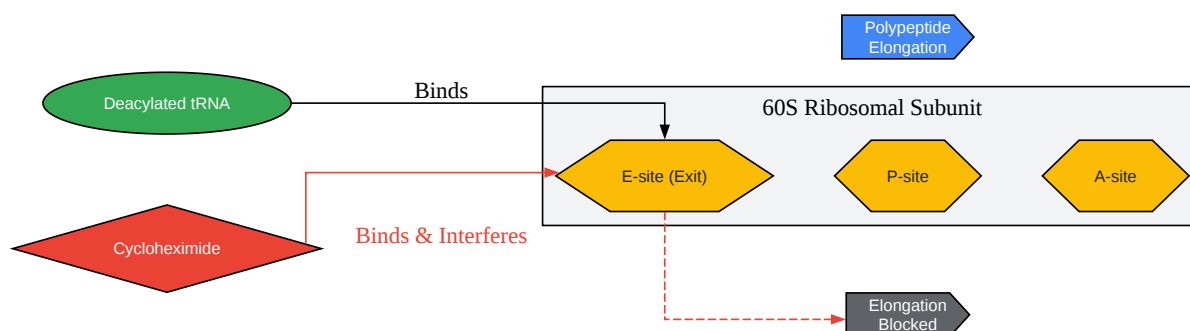 Polypeptide
Elongation
Deacylated tRNA
Binds
60S Ribosomal Subunit
E-site (Exit)
P-site
A-site
Cycloheximide
Binds & Interferes
Elongation
Blocked